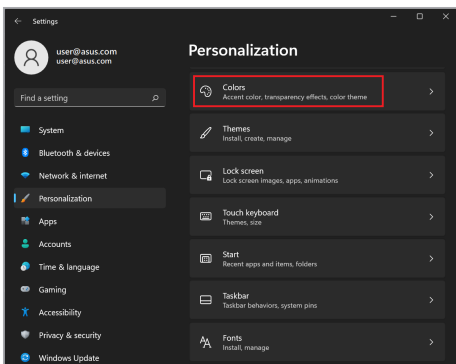 Settings
user@asus.com
user@asus.com
Find a setting
System
Bluetooth & devices
Network & internet
Personalization
Apps
Accounts
Time & language
Gaming
Accessibility
Privacy & security
Windows Update
Personalization
Colors
Accent color, transparency effects, color theme
Themes
Install, create, manage
Lock screen
Lock screen images, apps, animations
Touch keyboard
Themes, size
Start
Recent apps and items, folders
Taskbar
Taskbar behaviors, system pins
Fonts
Install, manage